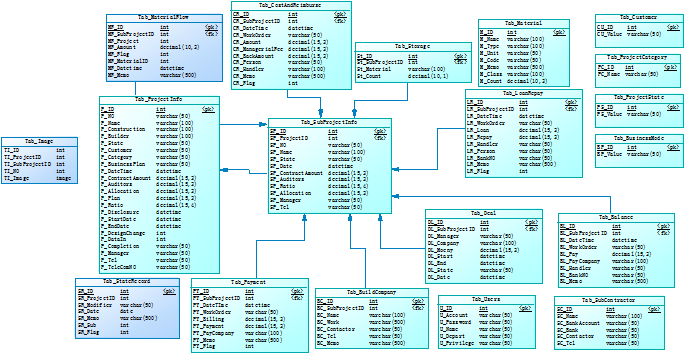 Tab_MaterialFlow
MF_ID int <pk>
MF_SubProjectID int <fk>
MF_Project int
MF_Amount decimal(10,2)
MF_Flag int
MF_MaterialID int
MF_Datetime datetime
MF_Memo varchar(500)
Tab_CostAndReimburse
CR_ID int <pk>
CR_SubProjectID int <fk>
CR_DateTime datetime
CR_WorkOrder varchar(50)
CR_Amount decimal(15,2)
CR_ManagerialFee decimal(15,2)
CR_BackAmount decimal(15,2)
CR_Person varchar(50)
CR_Handler varchar(100)
CR_Memo varchar(500)
CR_Flag int
Tab_Storage
St_ID int <pk>
St_SubProjectID int <fk>
St_Material varchar(100)
St_Count decimal(10,1)
Tab_Material
M_ID int <pk>
M_Name varchar(100)
M_Type varchar(100)
M_Unit varchar(50)
M_Code varchar(50)
M_Memo varchar(50)
M_Class varchar(100)
M_Count decimal(10,2)
Tab_Customer
CU_ID int <pk>
CU_Value varchar(50)
Tab_ProjectCategory
PC_ID int <pk>
PC_Name varchar(50)
Tab_ProjectState
PS_ID int <pk>
PS_Value varchar(50)
Tab_BusinessMode
BP_ID int <pk>
BP_Value varchar(50)
Tab_Image
TI_ID int
TI_ProjectID int
TI_SubProjectID int
TI_NO int
TI_Image image
Tab_ProjectInfo
P_ID int <pk>
P_NO varchar(50)
P_Name varchar(100)
P_Construction varchar(100)
P_Builder varchar(100)
P_State varchar(50)
P_Customer varchar(50)
P_Category varchar(50)
P_BusinessPlan varchar(50)
P_DateTime datetime
P_ContractAmount decimal(15,2)
P_Auditors decimal(15,2)
P_Allocation decimal(15,2)
P_Plan decimal(15,2)
P_Ratio decimal(15,4)
P_Disclosure datetime
P_StartDate datetime
P_EndDate datetime
P_DesignChange int
P_DataIn int
P_Completion varchar(50)
P_Manager varchar(50)
P_Tel varchar(50)
P_TeleComNO varchar(50)
Tab_SubProjectInfo
SP_ID int <pk>
SP_ProjectID int <fk>
SP_NO varchar(50)
SP_Name varchar(100)
SP_State varchar(50)
SP_Date datetime
SP_ContractAmount decimal(15,2)
SP_Auditors decimal(15,2)
SP_Ratio decimal(15,4)
SP_Allocation decimal(15,2)
SP_Manager varchar(50)
SP_Tel varchar(50)
Tab_LoanRepay
LR_ID int <pk>
LR_SubProjectID int <fk>
LR_DateTime datetime
LR_WorkOrder varchar(50)
LR_Loan decimal(15,2)
LR_Repay decimal(15,2)
LR_Handler varchar(50)
LR_Person varchar(50)
LR_BankNO varchar(50)
LR_Memo varchar(500)
LR_Flag int
Tab_Deal
DL_ID int <pk>
DL_SubProjectID int <fk>
DL_Manager varchar(50)
DL_Company varchar(100)
DL_Money decimal(15,2)
DL_Start datetime
DL_End datetime
DL_State varchar(50)
DL_Date datetime
Tab_Balance
BL_ID int <pk>
BL_SubProjectID int <fk>
BL_DateTime datetime
BL_WorkOrder varchar(50)
BL_Pay decimal(15,2)
BL_PayCompany varchar(100)
BL_Handler varchar(50)
BL_BankNO varchar(50)
BL_Memo varchar(500)
Tab_StateRecord
SR_ID int <pk>
SR_ProjectID int <fk>
SR_Modifier varchar(50)
SR_Date date
SR_Memo varchar(500)
SR_Sub int
SR_Flag int
Tab_Payment
PT_ID int <pk>
PT_SubProjectID int <fk>
PT_DateTIme datetime
PT_WorkOrder varchar(50)
PT_Billing decimal(15,2)
PT_Payment decimal(15,2)
PT_PayCompany varchar(100)
PT_Memo varchar(500)
PT_Flag int
Tab_BuildCompany
BC_ID int <pk>
BC_SubProjectID int <fk>
BC_Name varchar(100)
BC_Work varchar(500)
BC_Contactor varchar(50)
BC_Tel varchar(50)
BC_Memo varchar(500)
Tab_Users
U_ID int <pk>
U_Account varchar(50)
U_Password varchar(50)
U_Name varchar(50)
U_Depart varchar(50)
U_Privilege varchar(50)
Tab_SubContractor
SC_ID int <pk>
SC_Name varchar(100)
SC_BankAccount varchar(50)
SC_Bank varchar(50)
SC_Contactor varchar(50)
SC_Tel varchar(50)